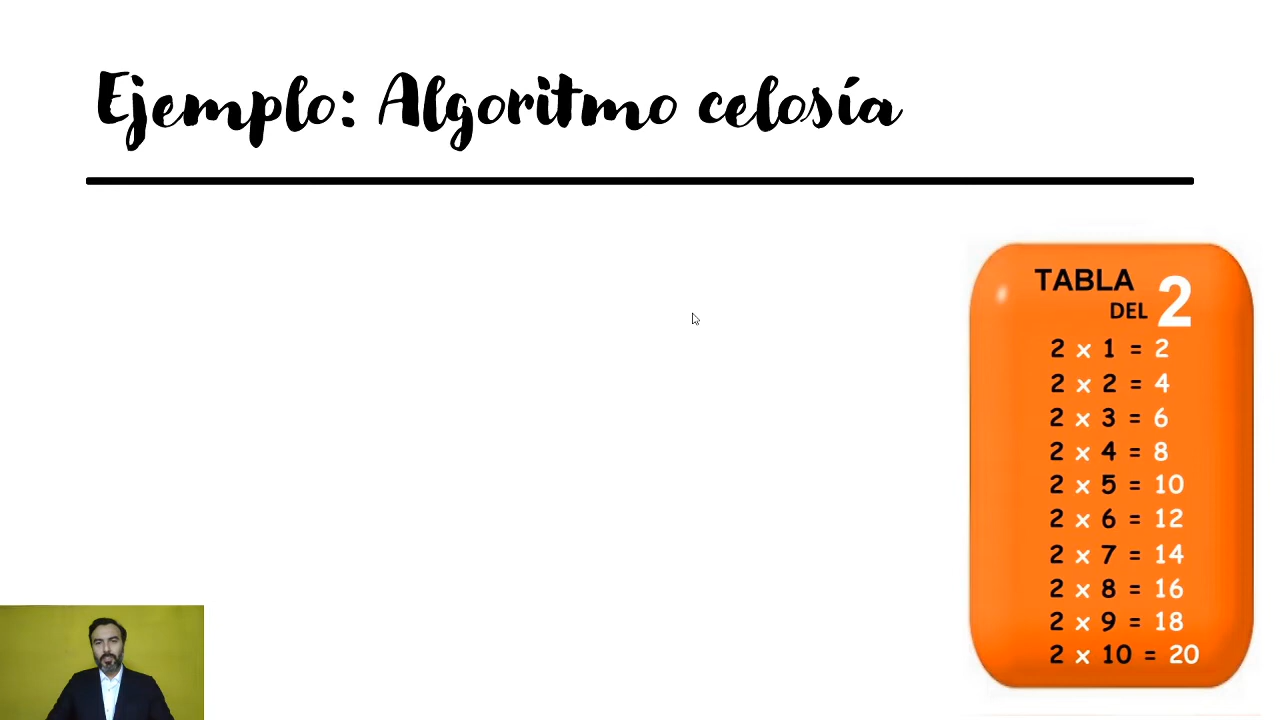 Ejemplo: Algoritmo celosía
TABLA
DEL 2
2 x 1 = 2
2 x 2 = 4
2 x 3 = 6
2 x 4 = 8
2 x 5 = 10
2 x 6 = 12
2 x 7 = 14
2 x 8 = 16
2 x 9 = 18
2 x 10 = 20